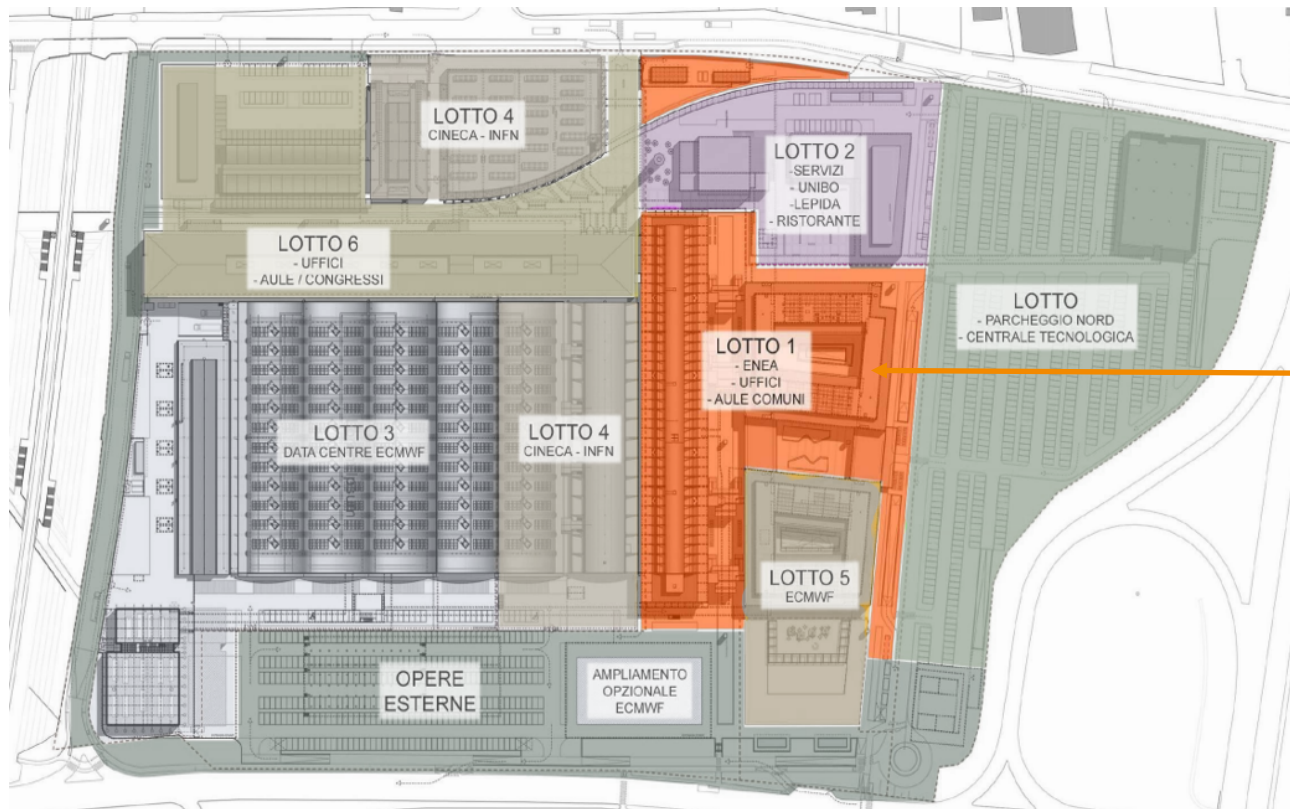 LOTTO 4
CINECA - INFN
LOTTO 2
-SERVIZI
- UNIBO
-LEPIDA
- RISTORANTE
LOTTO 6
- UFFICI
- AULE / CONGRESSI
LOTTO
- PARCHEGGIO NORD
- CENTRALE TECNOLOGICA
LOTTO 1
- ENEA
- UFFICI
- AULE COMUNI
LOTTO 3
DATA CENTRE ECMWF
LOTTO 4
CINECA - INFN
LOTTO 5
ECMWF
OPERE
ESTERNE
AMPLIAMENTO
OPZIONALE
ECMWF